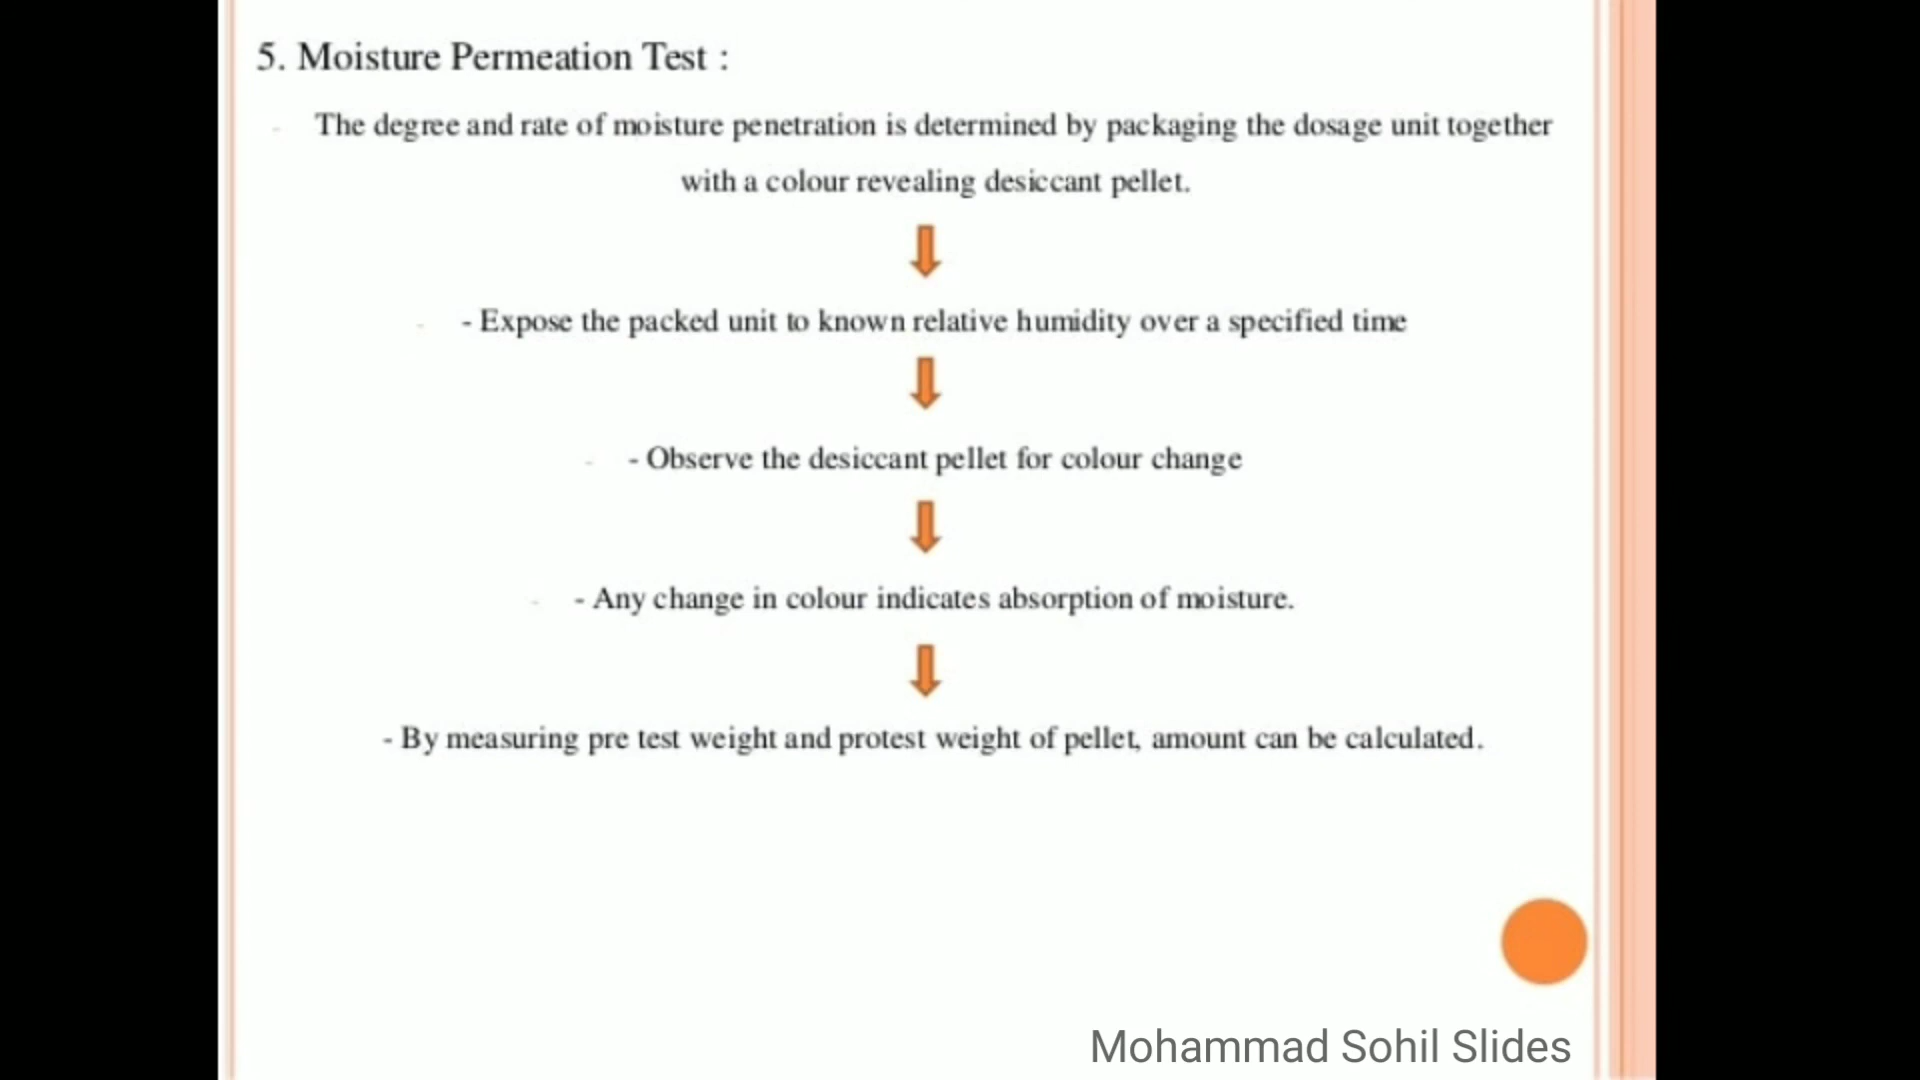 5. Moisture Permeation Test :
The degree and rate of moisture penetration is determined by packaging the dosage unit together
with a colour revealing desiccant pellet.
- Expose the packed unit to known relative humidity over a specified time
- Observe the desiccant pellet for colour change
- Any change in colour indicates absorption of moisture.
- By measuring pre test weight and protest weight of pellet, amount can be calculated.
Mohammad Sohil Slides